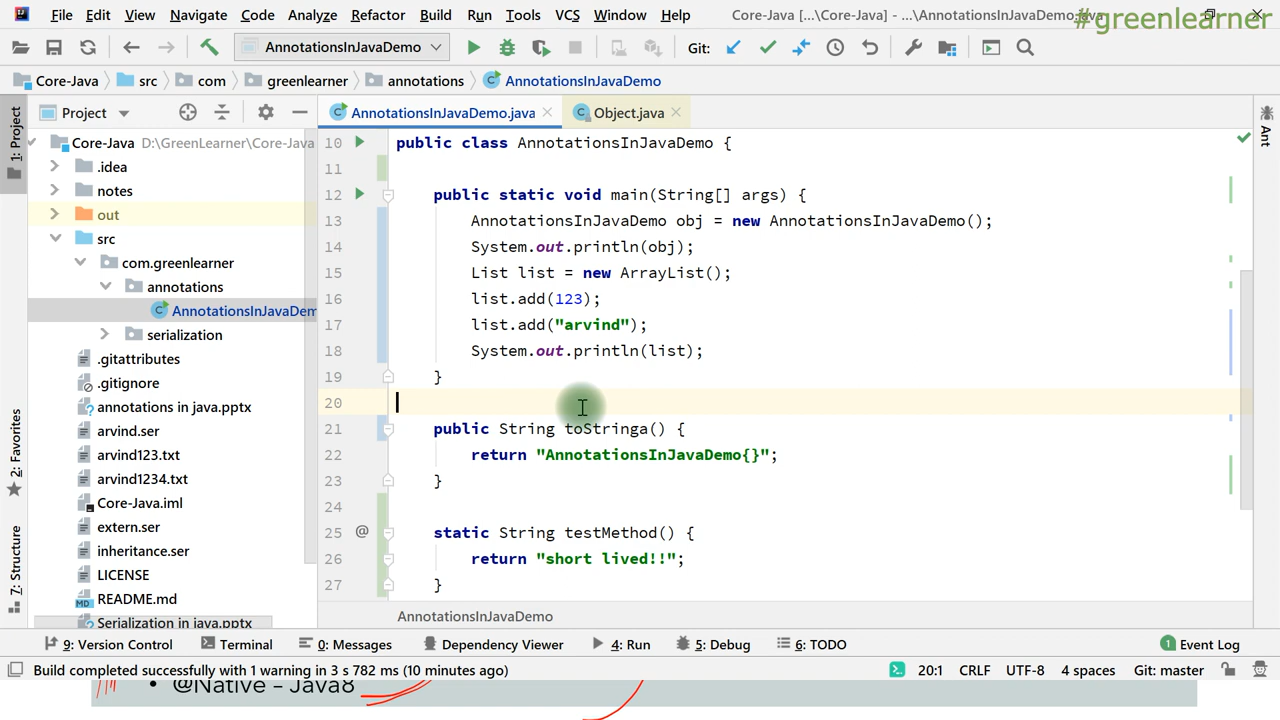 File Edit View Navigate Code Analyze Refactor Build Run Tools VCS Window Help Core-Java [...\Core-Java] - ...\AnnotationsInJavaDemo.java
#greenlearner
AnnotationsInJavaDemo Git:
Core-Java src com greenlearner annotations AnnotationsInJavaDemo
1: Project
2: Favorites
7: Structure
Project
Core-Java D:\GreenLearner\Core-Java
.idea
notes
out
src
com.greenlearner
annotations
AnnotationsInJavaDem
serialization
.gitattributes
.gitignore
annotations in java.pptx
arvind.ser
arvind123.txt
arvind1234.txt
Core-Java.iml
extern.ser
inheritance.ser
LICENSE
README.md
Serialization in java.pptx
AnnotationsInJavaDemo.java Object.java
10 public class AnnotationsInJavaDemo {
11
12 public static void main(String[] args) {
13 AnnotationsInJavaDemo obj = new AnnotationsInJavaDemo();
14 System.out.println(obj);
15 List list = new ArrayList();
16 list.add(123);
17 list.add("arvind");
18 System.out.println(list);
19 }
20
21 public String toStringa() {
22 return "AnnotationsInJavaDemo{}";
23 }
24
25 @ static String testMethod() {
26 return "short lived!!";
27 }
AnnotationsInJavaDemo
Ant
9: Version Control Terminal 0: Messages Dependency Viewer 4: Run 5: Debug 6: TODO 1 Event Log
Build completed successfully with 1 warning in 3 s 782 ms (10 minutes ago) 20:1 CRLF UTF-8 4 spaces Git: master
• @Native – Java8